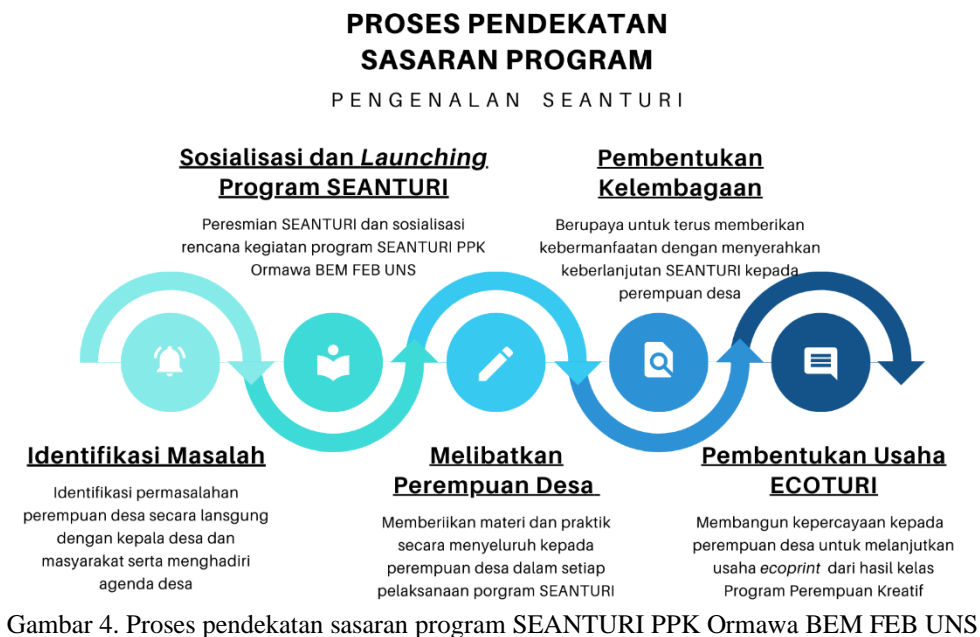 PROSES PENDEKATAN
SASARAN PROGRAM
PENGENALAN SEANTURI
Sosialisasi dan Launching
Program SEANTURI
Peresmian SEANTURI dan sosialisasi
rencana kegiatan program SEANTURI PPK
Ormawa BEM FEB UNS
Pembentukan
Kelembagaan
Berupaya untuk terus memberikan
kebermanfaatan dengan menyerahkan
keberlanjutan SEANTURI kepada
perempuan desa
Identifikasi Masalah
Identifikasi permasalahan
perempuan desa secara lansgung
dengan kepala desa dan
masyarakat serta menghadiri
agenda desa
Melibatkan
Perempuan Desa
Memberiikan materi dan praktik
secara menyeluruh kepada
perempuan desa dalam setiap
pelaksanaan porgram SEANTURI
Pembentukan Usaha
ECOTURI
Membangun kepercayaan kepada
perempuan desa untuk melanjutkan
usaha ecoprint dari hasil kelas
Program Perempuan Kreatif
Gambar 4. Proses pendekatan sasaran program SEANTURI PPK Ormawa BEM FEB UNS